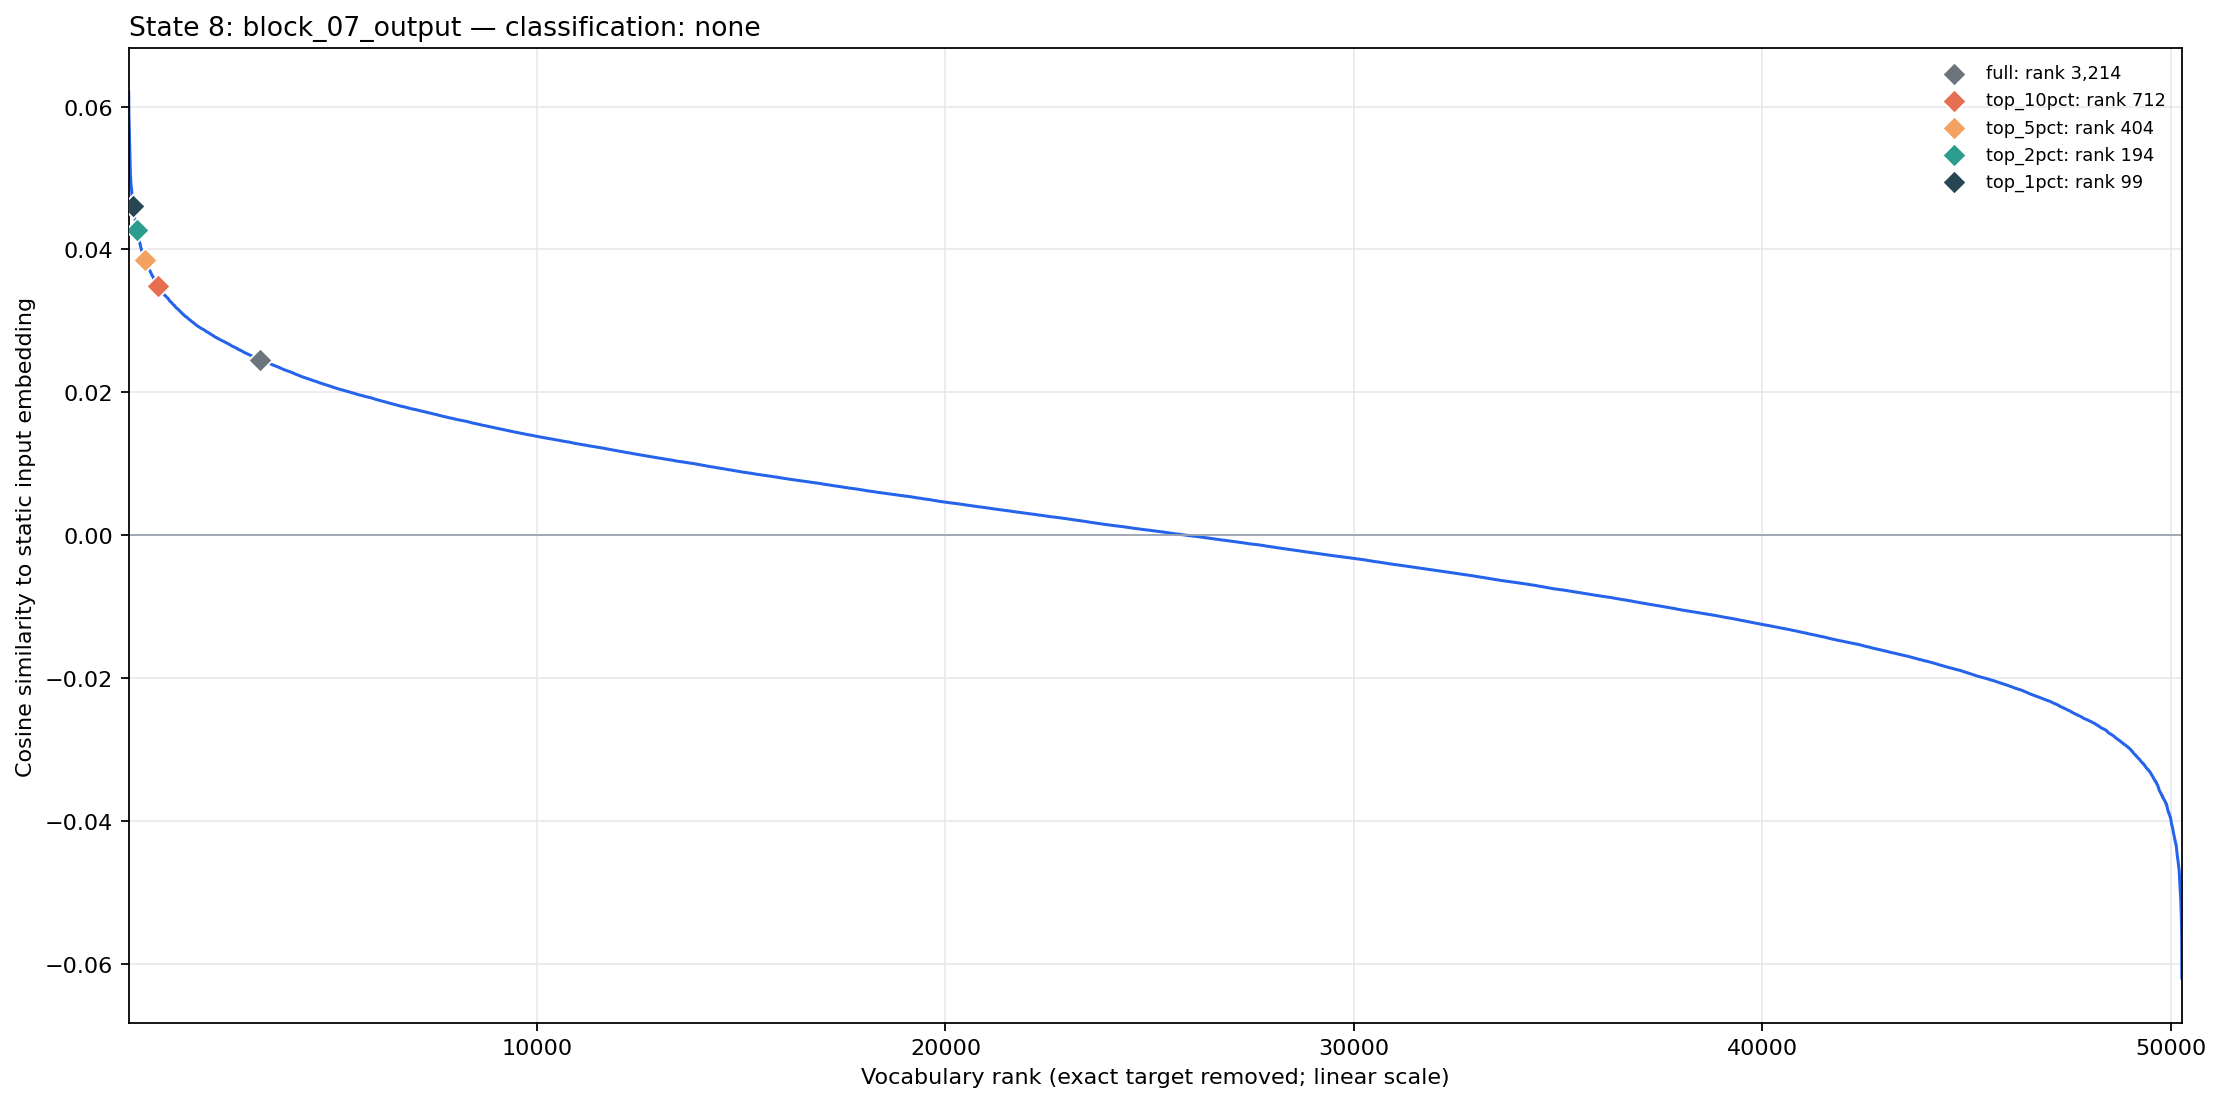 State 8: block_07_output — classification: none
full: rank 3,214
top_10pct: rank 712
top_5pct: rank 404
top_2pct: rank 194
top_1pct: rank 99
Cosine similarity to static input embedding
0.06
0.04
0.02
0.00
−0.02
−0.04
−0.06
10000
20000
30000
40000
50000
Vocabulary rank (exact target removed; linear scale)